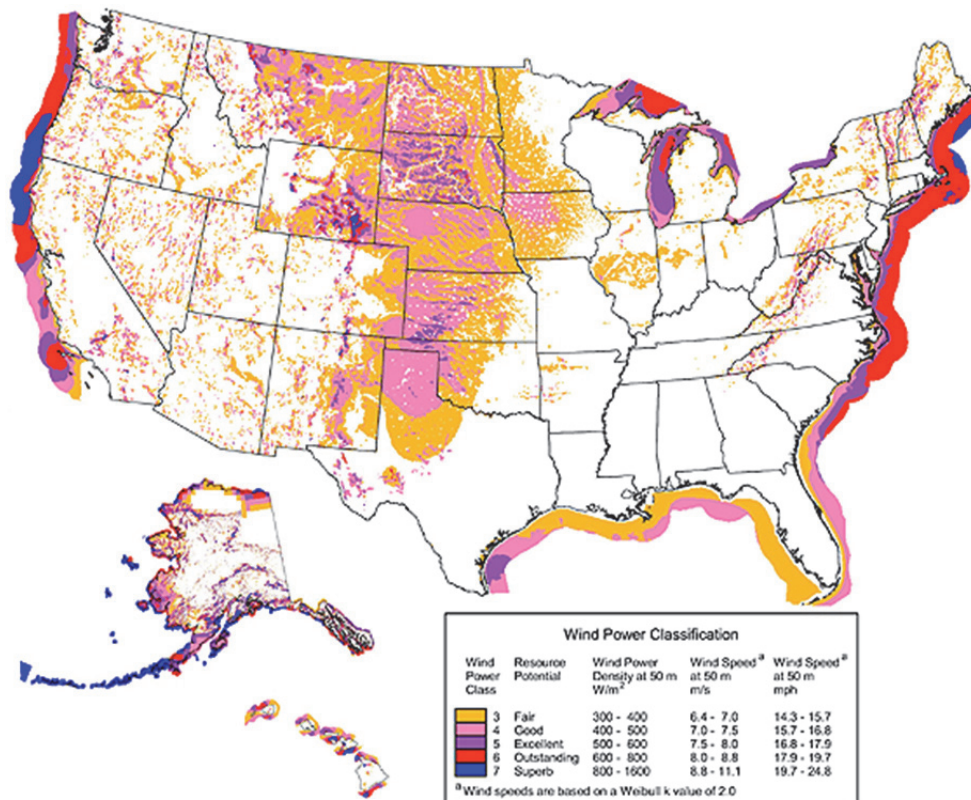 Wind Power Classification
Wind Power Class Resource Potential Wind Power Density at 50 m W/m² Wind Speedᵃ at 50 m m/s Wind Speedᵃ at 50 m mph
3 Fair 300 - 400 6.4 - 7.0 14.3 - 15.7
4 Good 400 - 500 7.0 - 7.5 15.7 - 16.8
5 Excellent 500 - 600 7.5 - 8.0 16.8 - 17.9
6 Outstanding 600 - 800 8.0 - 8.8 17.9 - 19.7
7 Superb 800 - 1600 8.8 - 11.1 19.7 - 24.8
ᵃ Wind speeds are based on a Weibull k value of 2.0